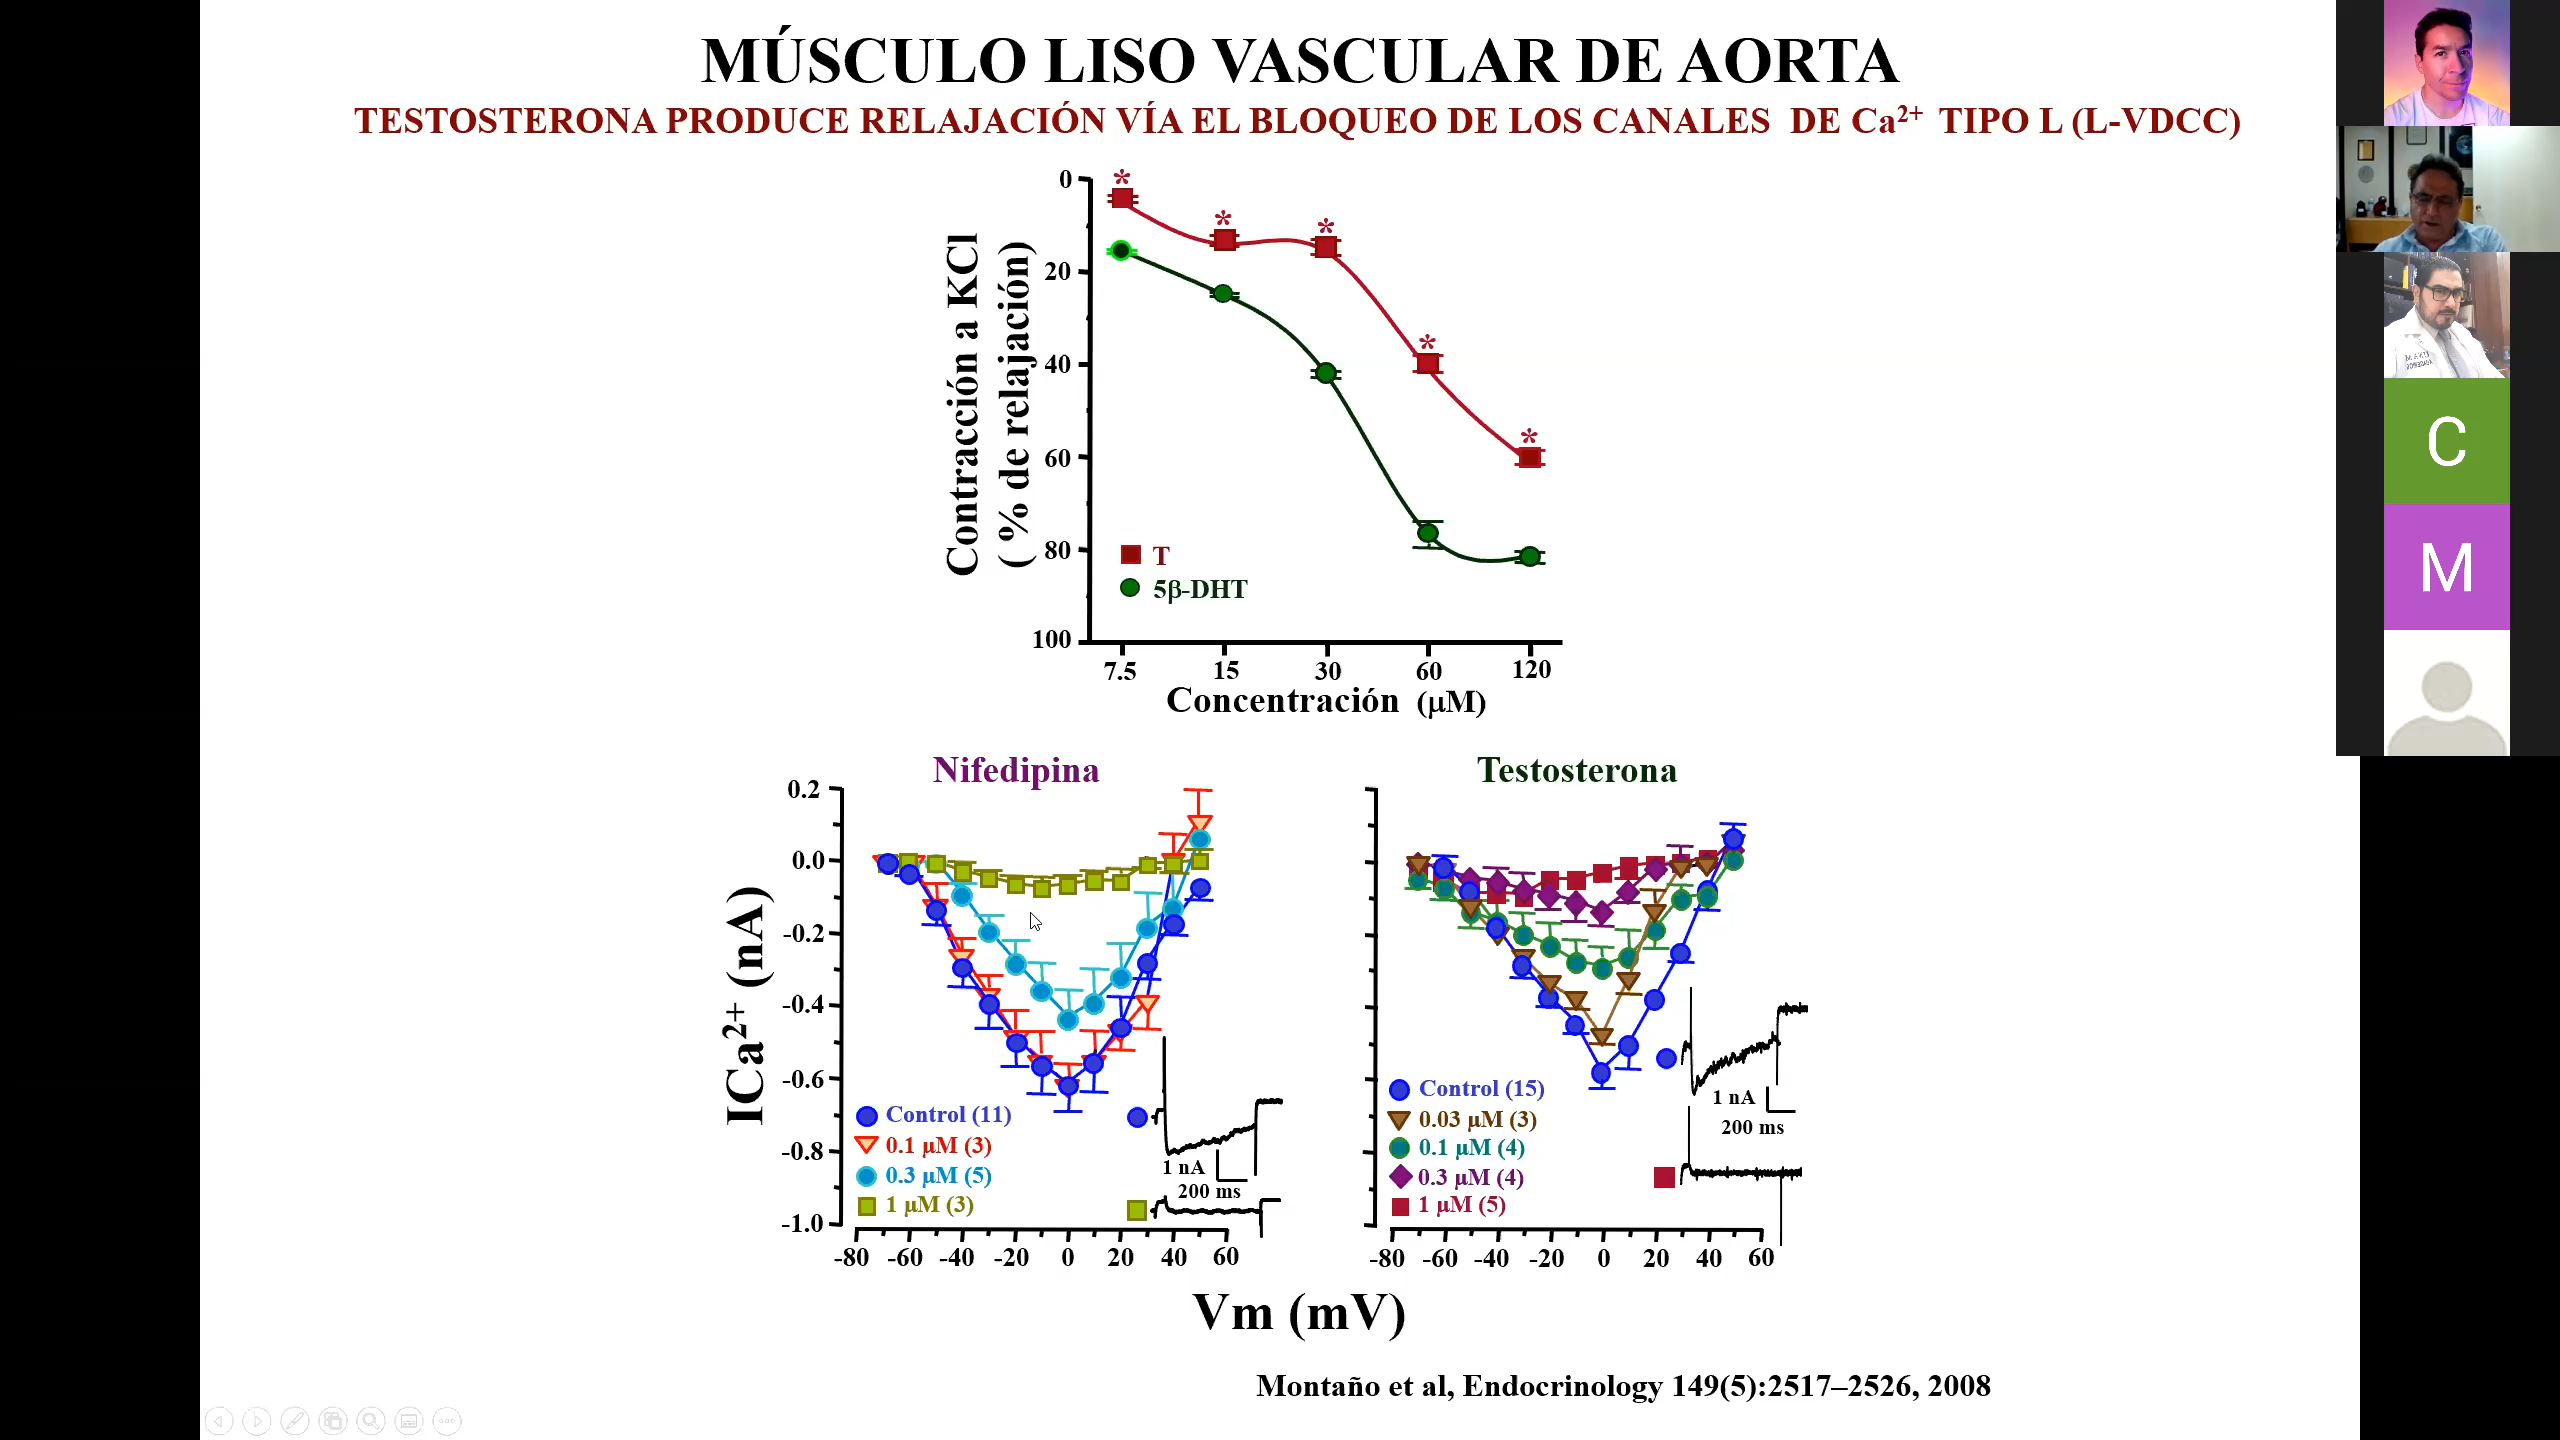 MÚSCULO LISO VASCULAR DE AORTA
TESTOSTERONA PRODUCE RELAJACIÓN VÍA EL BLOQUEO DE LOS CANALES DE Ca²⁺ TIPO L (L-VDCC)
Contracción a KCl
( % de relajación)
0
20
40
60
80
100
*
*
*
*
*
T
5β-DHT
7.5 15 30 60 120
Concentración (μM)
Nifedipina
ICa²⁺ (nA)
0.2
0.0
-0.2
-0.4
-0.6
-0.8
-1.0
Control (11)
0.1 μM (3)
0.3 μM (5)
1 μM (3)
1 nA
200 ms
-80 -60 -40 -20 0 20 40 60
Testosterona
Control (15)
0.03 μM (3)
0.1 μM (4)
0.3 μM (4)
1 μM (5)
1 nA
200 ms
-80 -60 -40 -20 0 20 40 60
Vm (mV)
Montaño et al, Endocrinology 149(5):2517–2526, 2008
C
M